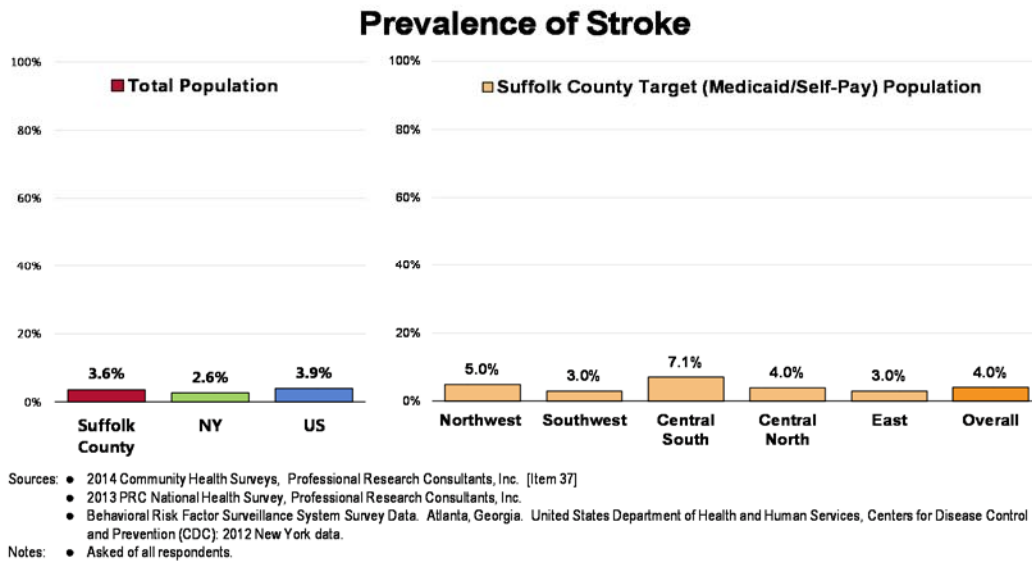 Prevalence of Stroke
100%
80%
60%
40%
20%
0%
Total Population
3.6%
2.6%
3.9%
Suffolk
County
NY
US
100%
80%
60%
40%
20%
0%
Suffolk County Target (Medicaid/Self-Pay) Population
5.0%
3.0%
7.1%
4.0%
3.0%
4.0%
Northwest
Southwest
Central
South
Central
North
East
Overall
Sources: ● 2014 Community Health Surveys, Professional Research Consultants, Inc. [Item 37]
● 2013 PRC National Health Survey, Professional Research Consultants, Inc.
● Behavioral Risk Factor Surveillance System Survey Data. Atlanta, Georgia. United States Department of Health and Human Services, Centers for Disease Control
and Prevention (CDC): 2012 New York data.
Notes: ● Asked of all respondents.